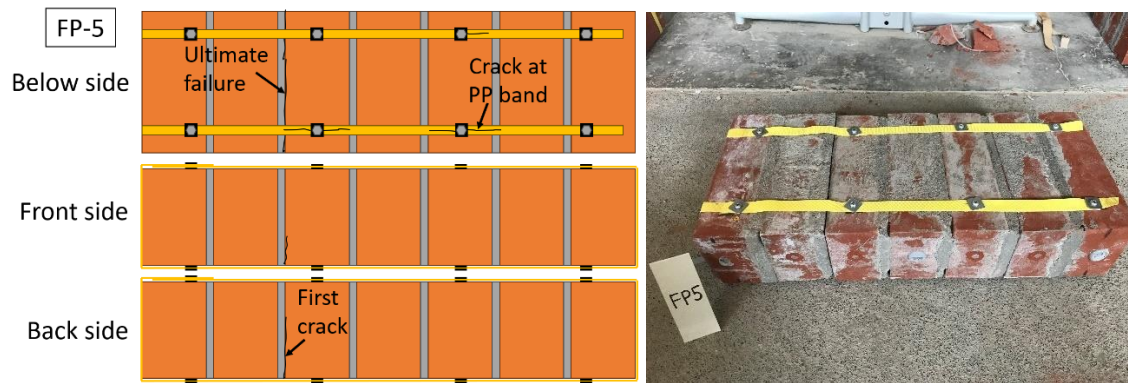 FP-5
Below side
Ultimate
failure
Crack at
PP band
Front side
Back side
First
crack
FP5